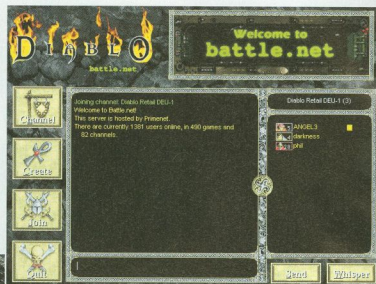 DIABLO
battle.net
Welcome to
battle.net
Channel
Create
Join
Quit
Joining channel: Diablo Retail DEU-1
Welcome to Battle.net!
This server is hosted by Primenet.
There are currently 1381 users online, in 490 games and
82 channels.
Diablo Retail DEU-1 (3)
ANGEL3
darkness
phil
Send
Whisper